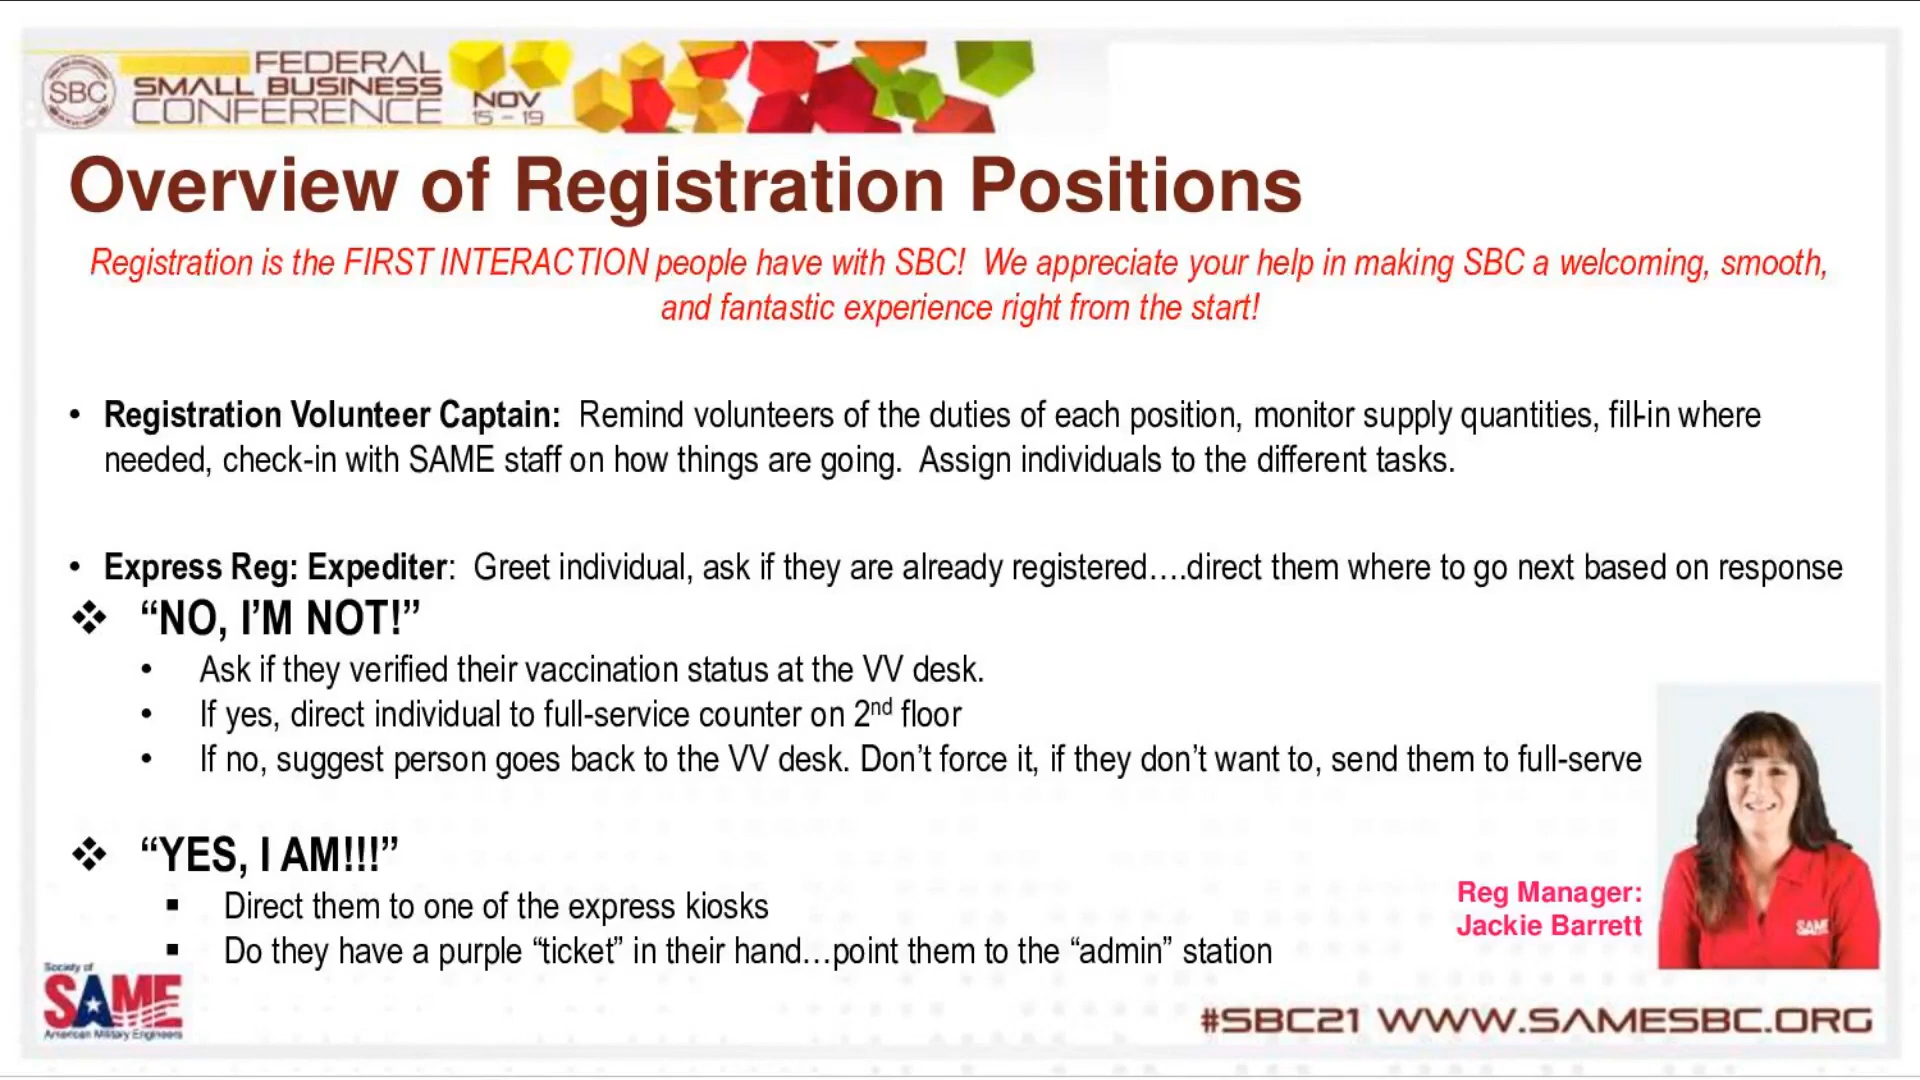 SBC
FEDERAL
SMALL BUSINESS
CONFERENCE
NOV
15 - 19
Overview of Registration Positions
Registration is the FIRST INTERACTION people have with SBC!  We appreciate your help in making SBC a welcoming, smooth,
and fantastic experience right from the start!
• Registration Volunteer Captain:  Remind volunteers of the duties of each position, monitor supply quantities, fill-in where
needed, check-in with SAME staff on how things are going.  Assign individuals to the different tasks.
• Express Reg: Expediter:  Greet individual, ask if they are already registered….direct them where to go next based on response
❖ “NO, I’M NOT!”
• Ask if they verified their vaccination status at the VV desk.
• If yes, direct individual to full-service counter on 2nd floor
• If no, suggest person goes back to the VV desk. Don’t force it, if they don’t want to, send them to full-serve
❖ “YES, I AM!!!”
▪ Direct them to one of the express kiosks
▪ Do they have a purple “ticket” in their hand…point them to the “admin” station
Reg Manager:
Jackie Barrett
SAME
Society of
SAME
American Military Engineers
#SBC21 WWW.SAMESBC.ORG